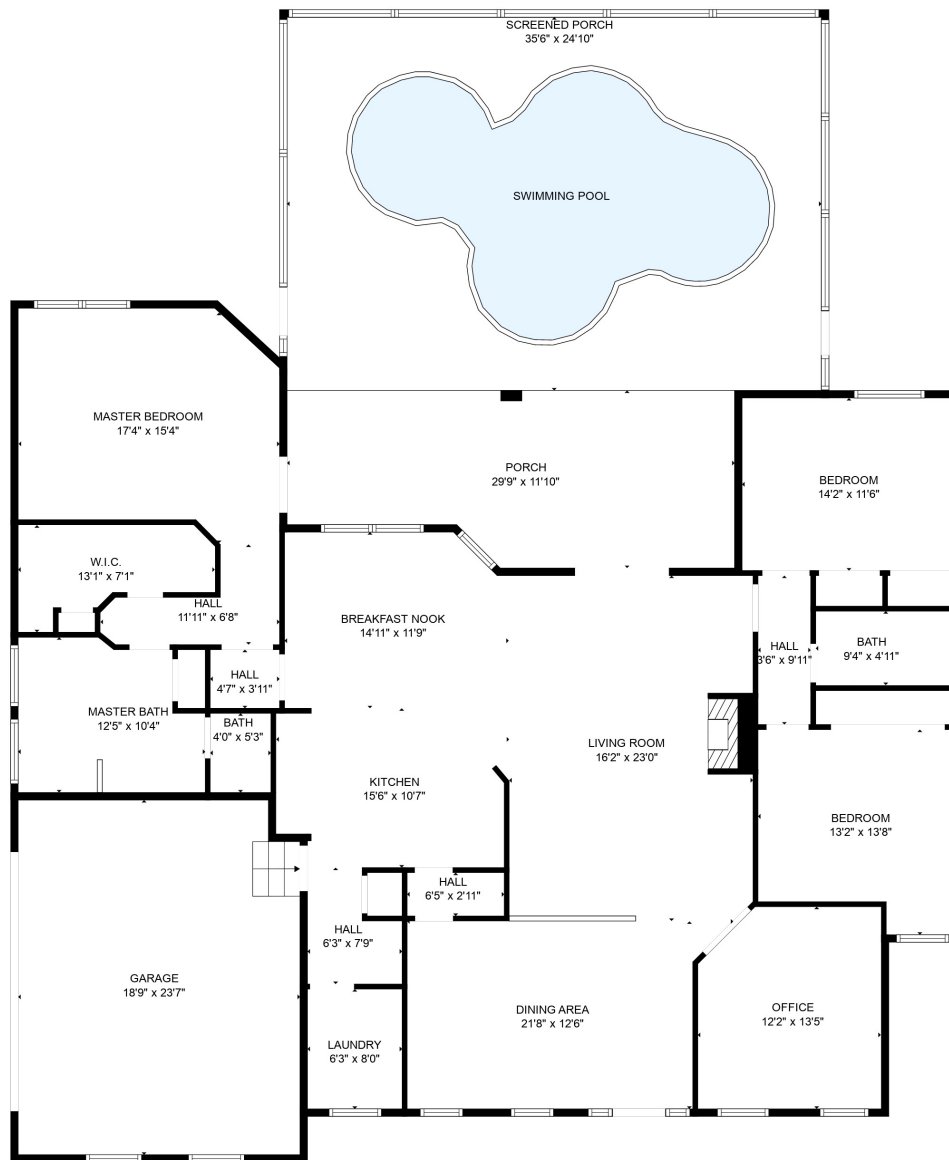 SCREENED PORCH
35'6" x 24'10"
SWIMMING POOL
MASTER BEDROOM
17'4" x 15'4"
PORCH
29'9" x 11'10"
BEDROOM
14'2" x 11'6"
W.I.C.
13'1" x 7'1"
HALL
11'11" x 6'8"
BREAKFAST NOOK
14'11" x 11'9"
HALL
3'6" x 9'11"
BATH
9'4" x 4'11"
HALL
4'7" x 3'11"
MASTER BATH
12'5" x 10'4"
BATH
4'0" x 5'3"
LIVING ROOM
16'2" x 23'0"
KITCHEN
15'6" x 10'7"
BEDROOM
13'2" x 13'8"
HALL
6'5" x 2'11"
HALL
6'3" x 7'9"
GARAGE
18'9" x 23'7"
DINING AREA
21'8" x 12'6"
OFFICE
12'2" x 13'5"
LAUNDRY
6'3" x 8'0"